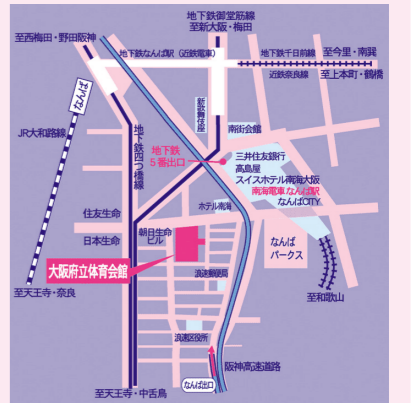 地下鉄御堂筋線
至新大阪・梅田
至西梅田・野田阪神
地下鉄なんば駅（近鉄電車）
地下鉄千日前線
至今里・南巽
近鉄奈良線
至上本町・鶴橋
なんば
新歌舞伎座
JR大和路線
地下鉄四つ橋線
南街会館
地下鉄
5番出口
三井住友銀行
高島屋
スイスホテル南海大阪
南海電車なんば駅
なんばCITY
ホテル南海
住友生命
日本生命
朝日生命
ビル
なんば
パークス
大阪府立体育会館
浪速郵便局
至天王寺・奈良
至和歌山
浪速区役所
阪神高速道路
なんば出口
至天王寺・中舌鳥